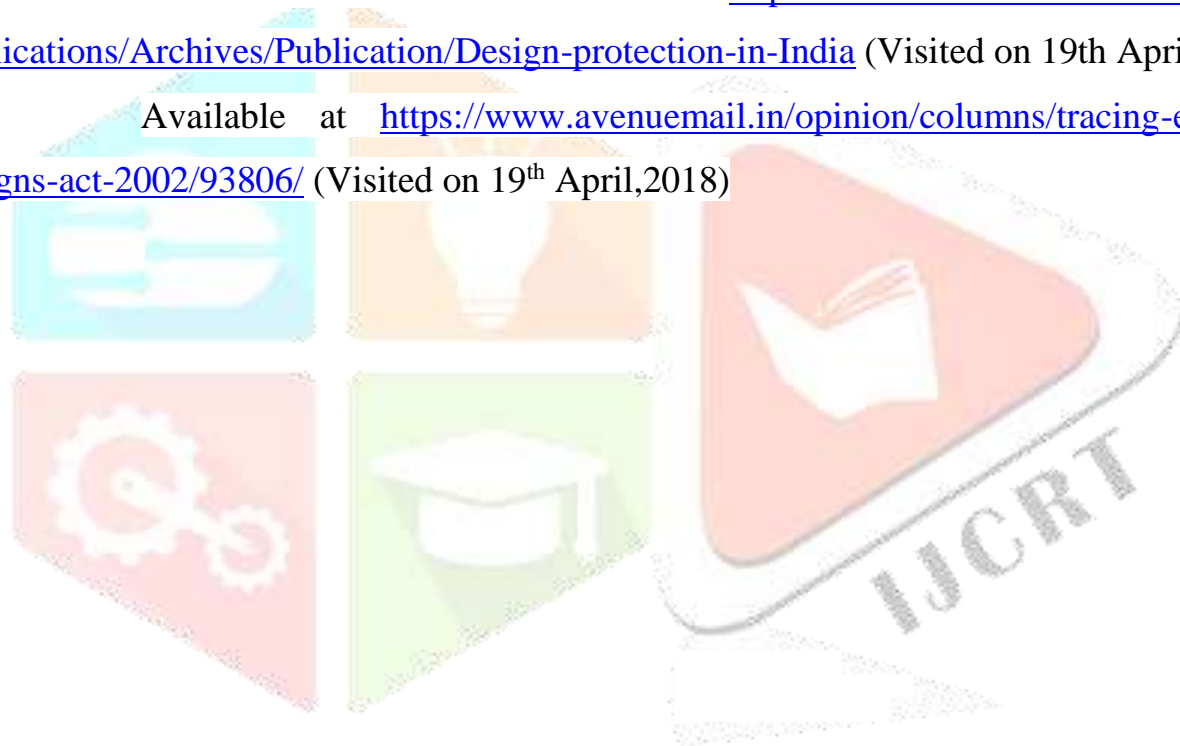 lications/Archives/Publication/Design-protection-in-India (Visited on 19th Apri
Available at https://www.avenuemail.in/opinion/columns/tracing-e
gns-act-2002/93806/ (Visited on 19th April,2018)
IJCRT